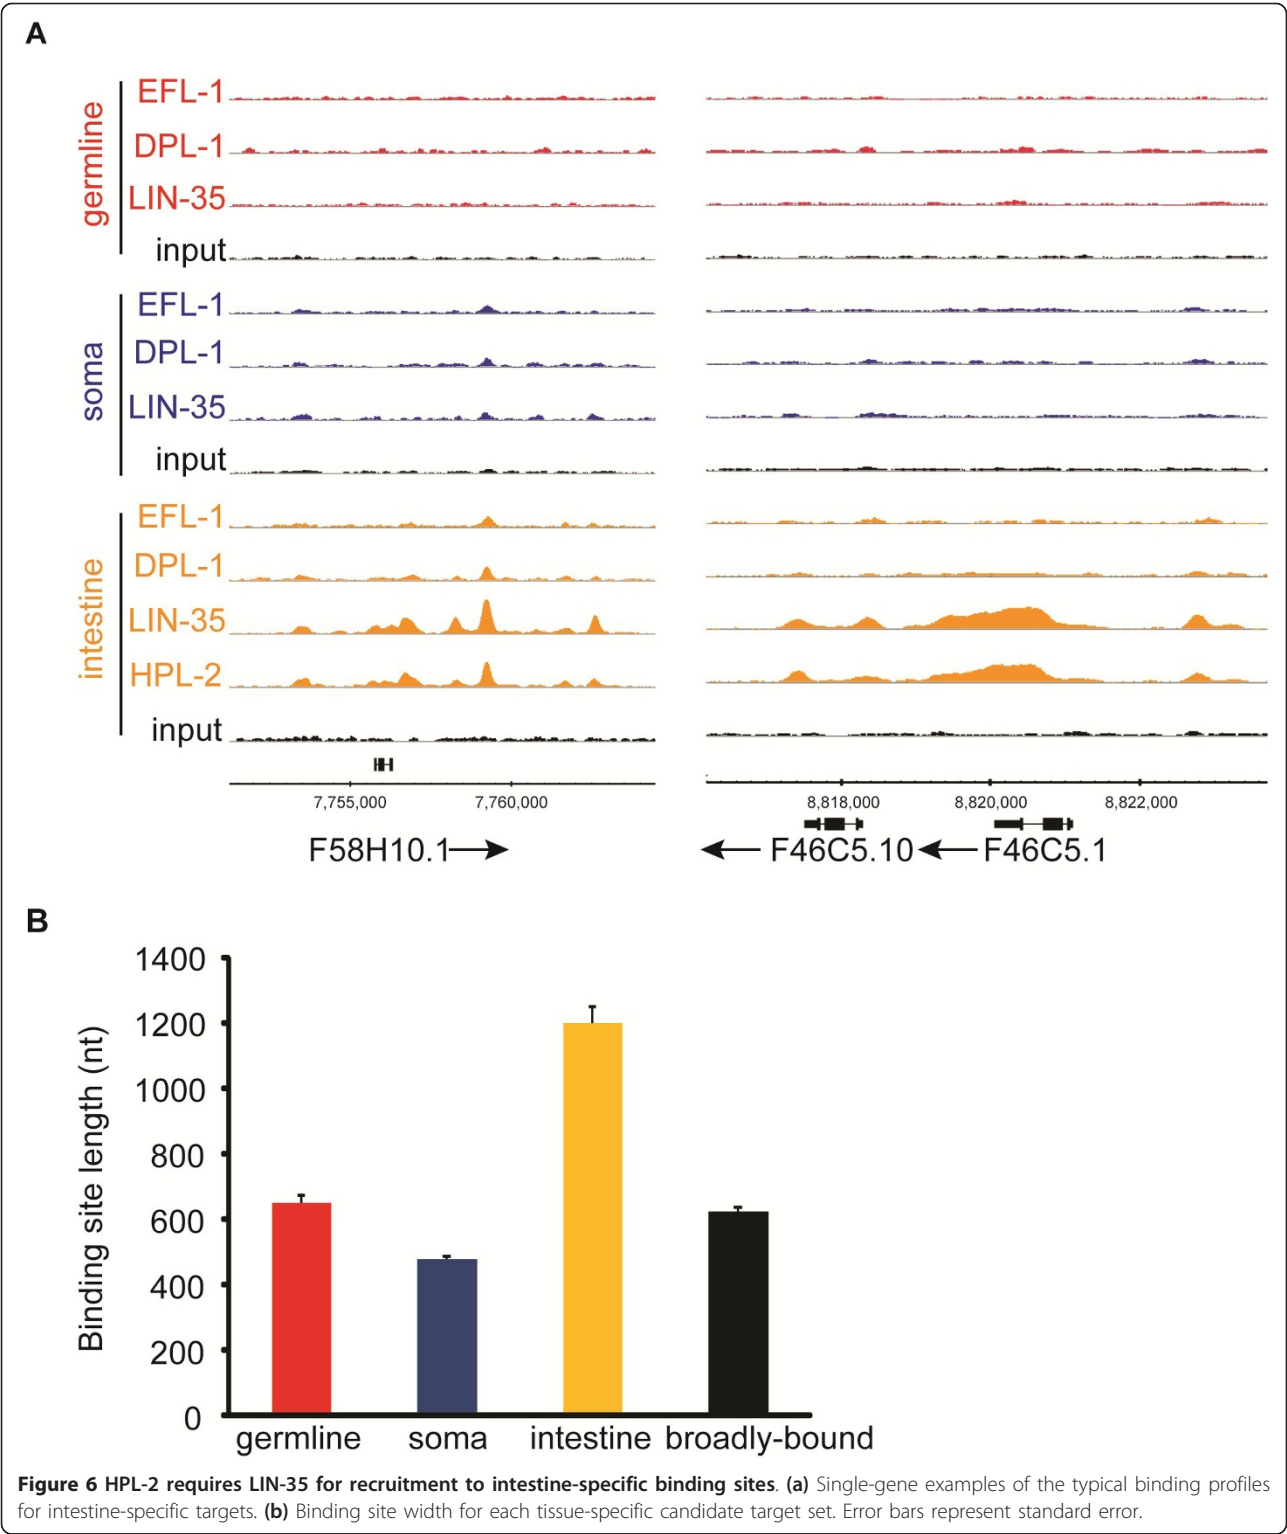 A
germline
EFL-1
DPL-1
LIN-35
input
soma
EFL-1
DPL-1
LIN-35
input
intestine
EFL-1
DPL-1
LIN-35
HPL-2
input
7,755,000 7,760,000 8,818,000 8,820,000 8,822,000
F58H10.1 F46C5.10 F46C5.1
B
Binding site length (nt)
1400
1200
1000
800
600
400
200
0
germline soma intestine broadly-bound
Figure 6 HPL-2 requires LIN-35 for recruitment to intestine-specific binding sites. (a) Single-gene examples of the typical binding profiles
for intestine-specific targets. (b) Binding site width for each tissue-specific candidate target set. Error bars represent standard error.